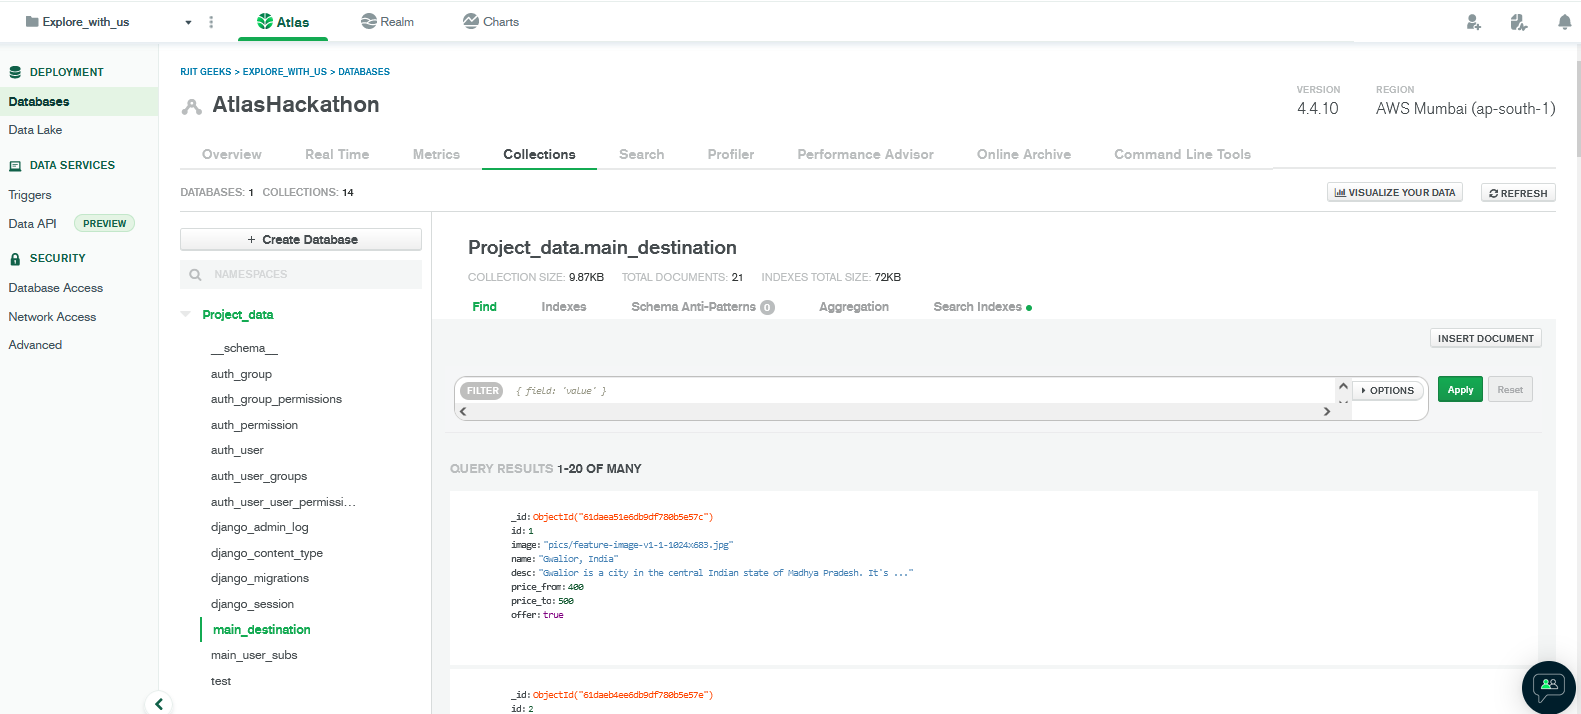 Explore_with_us
Atlas
Realm
Charts
DEPLOYMENT
Databases
Data Lake
DATA SERVICES
Triggers
Data API PREVIEW
SECURITY
Database Access
Network Access
Advanced
RJIT GEEKS > EXPLORE_WITH_US > DATABASES
AtlasHackathon
VERSION
4.4.10
REGION
AWS Mumbai (ap-south-1)
Overview Real Time Metrics Collections Search Profiler Performance Advisor Online Archive Command Line Tools
DATABASES: 1 COLLECTIONS: 14
VISUALIZE YOUR DATA
REFRESH
+ Create Database
NAMESPACES
Project_data
__schema__
auth_group
auth_group_permissions
auth_permission
auth_user
auth_user_groups
auth_user_user_permissi...
django_admin_log
django_content_type
django_migrations
django_session
main_destination
main_user_subs
test
Project_data.main_destination
COLLECTION SIZE: 9.87KB TOTAL DOCUMENTS: 21 INDEXES TOTAL SIZE: 72KB
Find Indexes Schema Anti-Patterns 0 Aggregation Search Indexes
INSERT DOCUMENT
FILTER { field: 'value' }
OPTIONS
Apply
Reset
QUERY RESULTS 1-20 OF MANY
_id: ObjectId("61daea51e6db9df780b5e57c")
id: 1
image: "pics/feature-image-v1-1-1024x683.jpg"
name: "Gwalior, India"
desc: "Gwalior is a city in the central Indian state of Madhya Pradesh. It's ..."
price_from: 400
price_to: 500
offer: true
_id: ObjectId("61daeb4ee6db9df780b5e57e")
id: 2